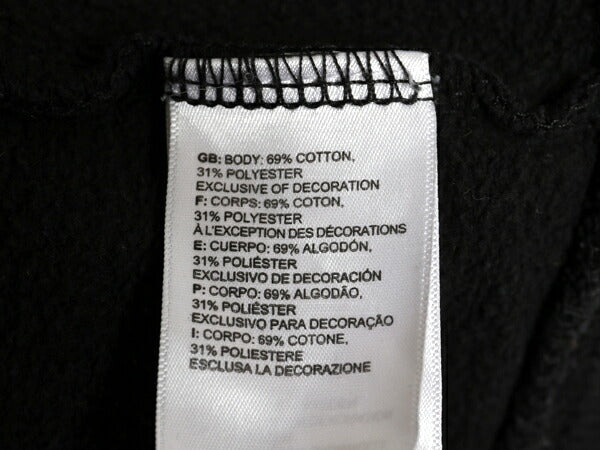 GB: BODY: 69% COTTON,
31% POLYESTER
EXCLUSIVE OF DECORATION
F: CORPS: 69% COTON,
31% POLYESTER
À L'EXCEPTION DES DÉCORATIONS
E: CUERPO: 69% ALGODÓN,
31% POLIÉSTER
EXCLUSIVO DE DECORACIÓN
P: CORPO: 69% ALGODÃO,
31% POLIÉSTER
EXCLUSIVO PARA DECORAÇÃO
I: CORPO: 69% COTONE,
31% POLIESTERE
ESCLUSA LA DECORAZIONE